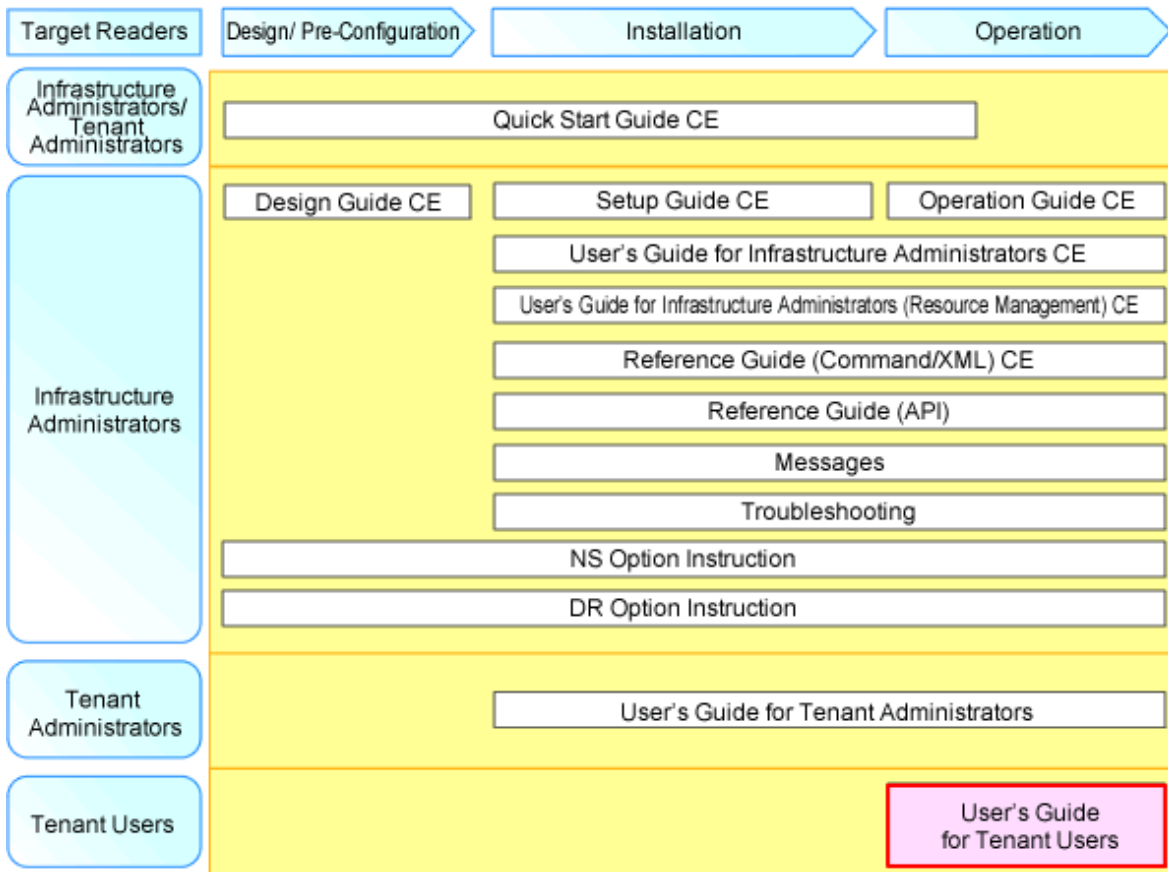 Target Readers
Design/ Pre-Configuration
Installation
Operation
Infrastructure
Administrators/
Tenant
Administrators
Quick Start Guide CE
Infrastructure
Administrators
Design Guide CE
Setup Guide CE
Operation Guide CE
User's Guide for Infrastructure Administrators CE
User's Guide for Infrastructure Administrators (Resource Management) CE
Reference Guide (Command/XML) CE
Reference Guide (API)
Messages
Troubleshooting
NS Option Instruction
DR Option Instruction
Tenant
Administrators
User's Guide for Tenant Administrators
Tenant Users
User's Guide
for Tenant Users